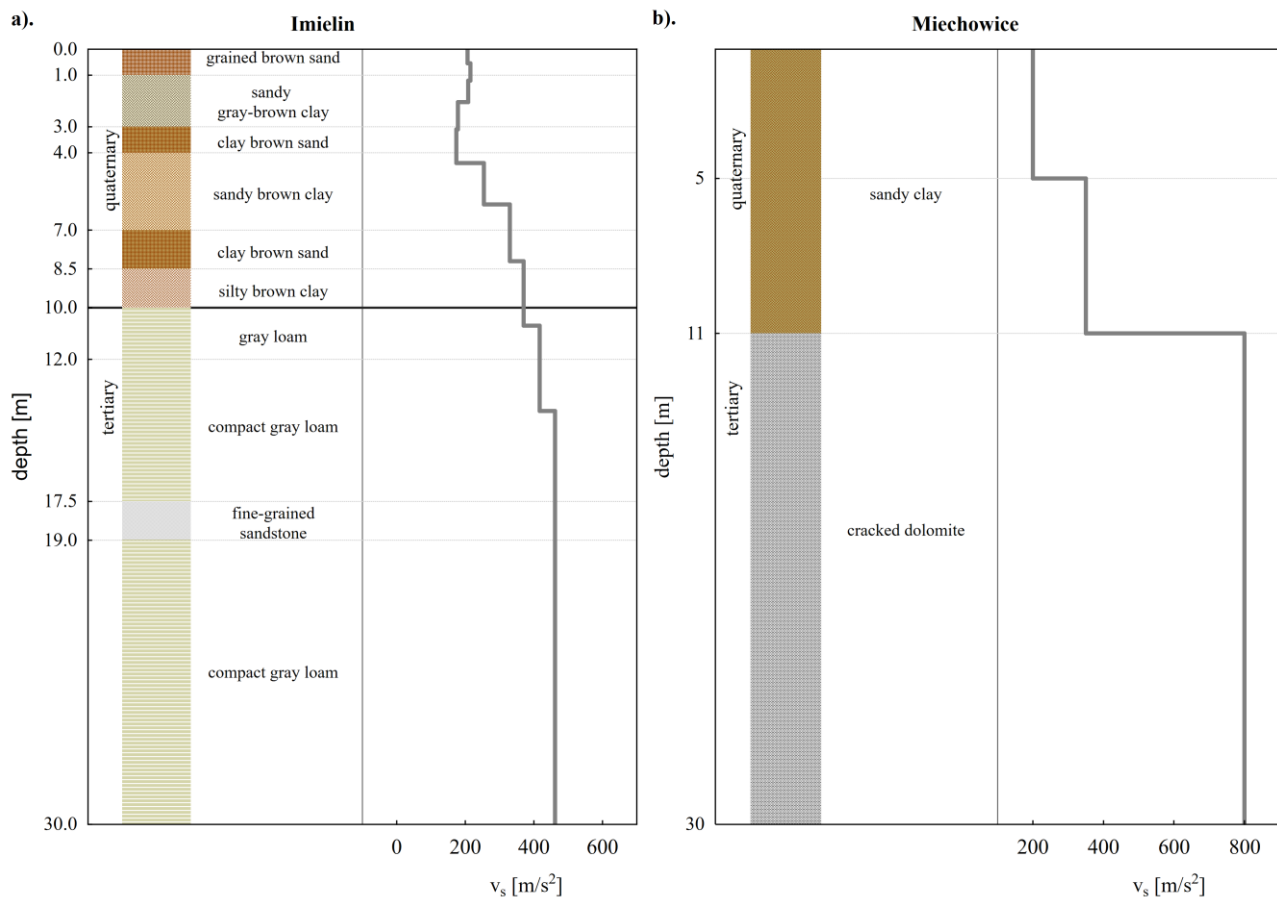 a).
Imielin
0.0
1.0
3.0
4.0
7.0
8.5
10.0
12.0
17.5
19.0
30.0
depth [m]
quaternary
tertiary
grained brown sand
sandy
gray-brown clay
clay brown sand
sandy brown clay
clay brown sand
silty brown clay
gray loam
compact gray loam
fine-grained
sandstone
compact gray loam
0 200 400 600
vs [m/s²]
b).
Miechowice
5
11
30
depth [m]
quaternary
tertiary
sandy clay
cracked dolomite
200 400 600 800
vs [m/s²]